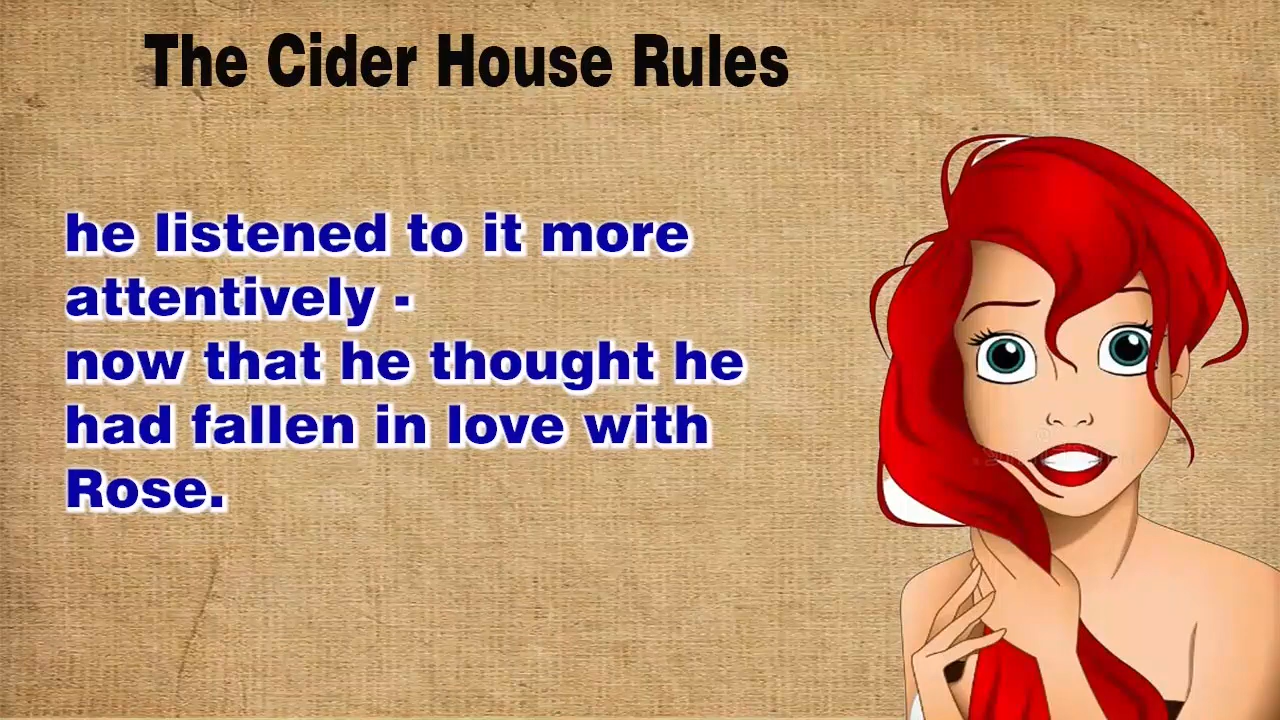 The Cider House Rules
he listened to it more
attentively -
now that he thought he
had fallen in love with
Rose.